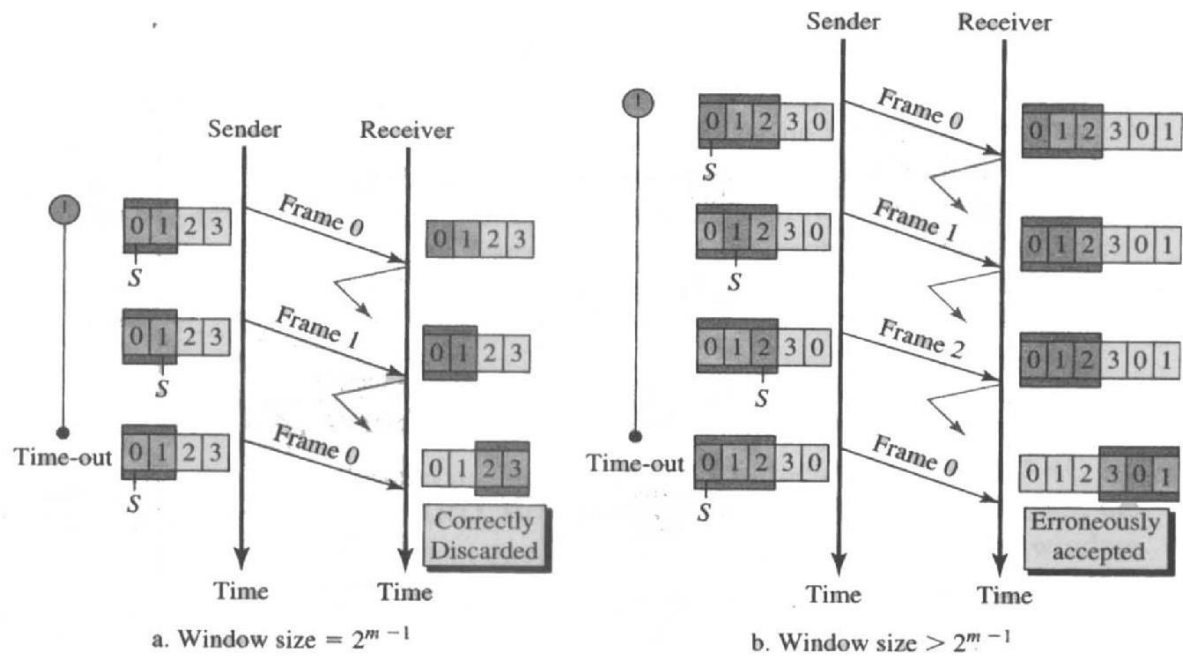 Sender Receiver
0 1 2 3 0
S
Frame 0
0 1 2 3 0 1
0 1 2 3 0
S
Frame 1
0 1 2 3 0 1
0 1 2 3 0
S
Frame 2
0 1 2 3 0 1
Time-out
0 1 2 3 0
S
Frame 0
0 1 2 3 0 1
Erroneously
accepted
Time Time
b. Window size > 2^{m – 1}
Sender Receiver
0 1 2 3
S
Frame 0
0 1 2 3
0 1 2 3
S
Frame 1
0 1 2 3
Time-out
0 1 2 3
S
Frame 0
0 1 2 3
Correctly
Discarded
Time Time
a. Window size = 2^{m – 1}